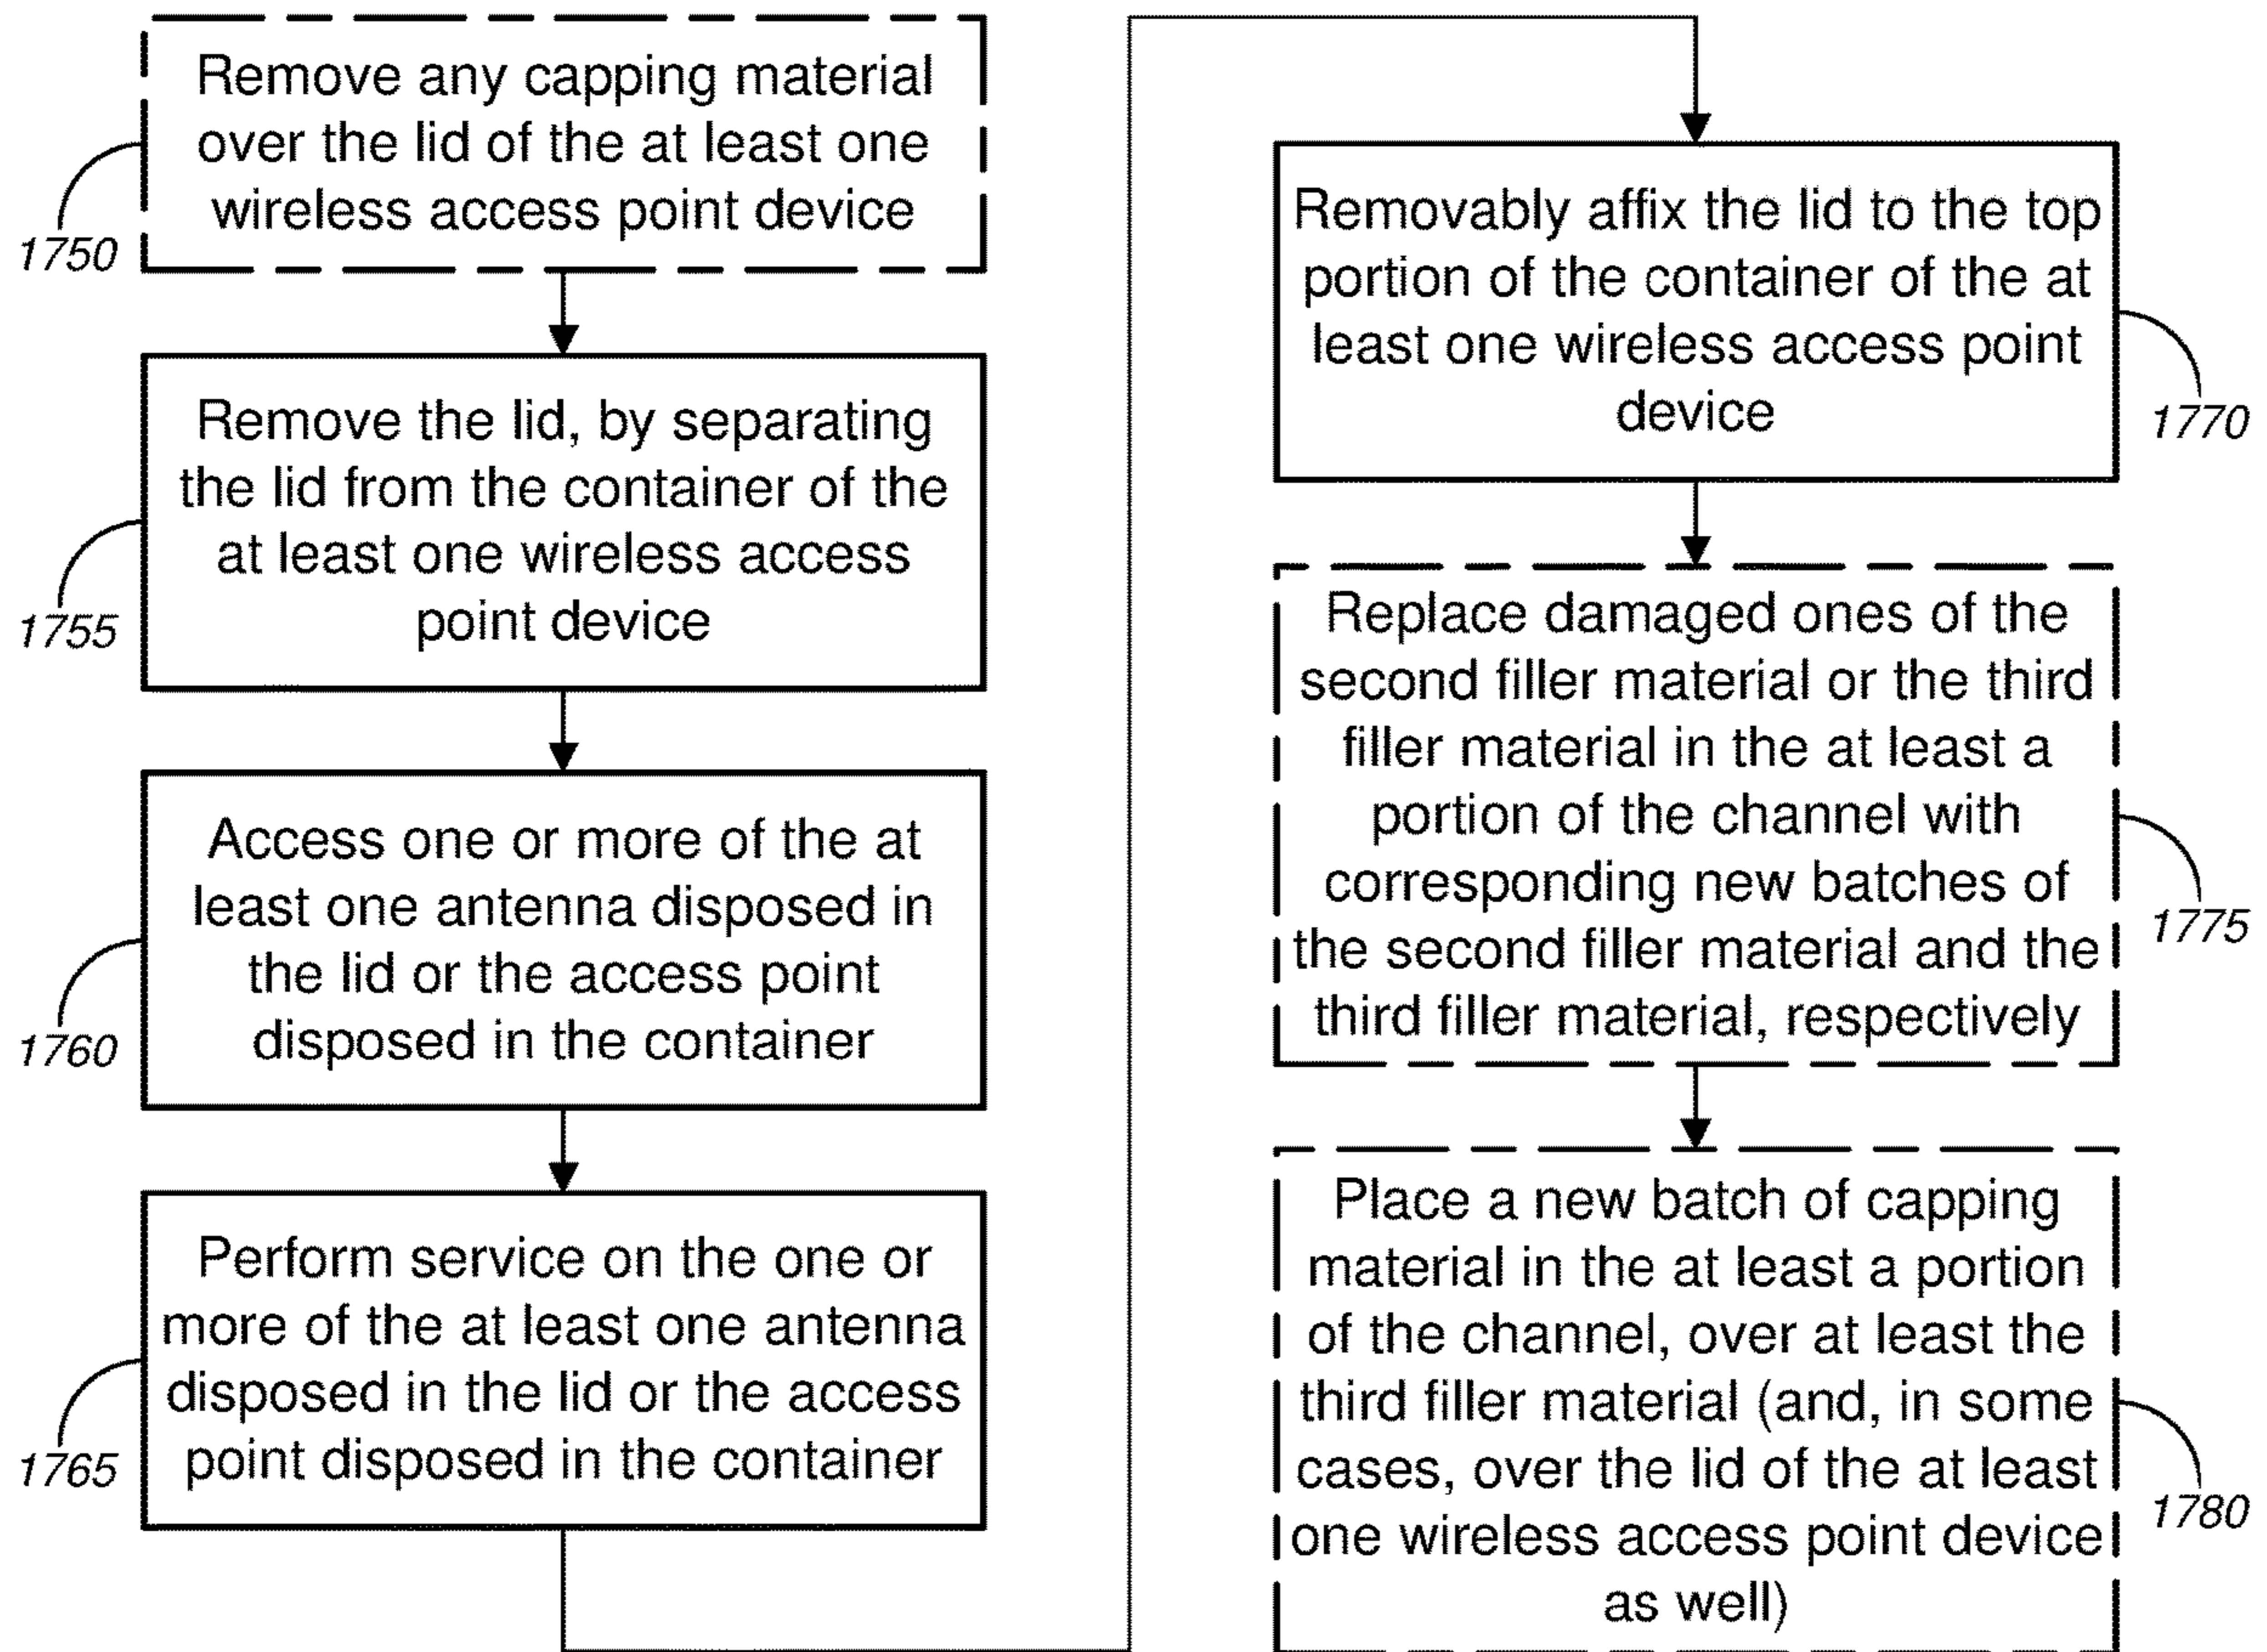 Remove any capping material
over the lid of the at least one
wireless access point device
1750
Remove the lid, by separating
the lid from the container of the
at least one wireless access
point device
1755
Access one or more of the at
least one antenna disposed in
the lid or the access point
disposed in the container
1760
Perform service on the one or
more of the at least one antenna
disposed in the lid or the access
point disposed in the container
1765
Removably affix the lid to the top
portion of the container of the at
least one wireless access point
device
1770
Replace damaged ones of the
second filler material or the third
filler material in the at least a
portion of the channel with
corresponding new batches of
the second filler material and the
third filler material, respectively
1775
Place a new batch of capping
material in the at least a portion
of the channel, over at least the
third filler material (and, in some
cases, over the lid of the at least
one wireless access point device
as well)
1780